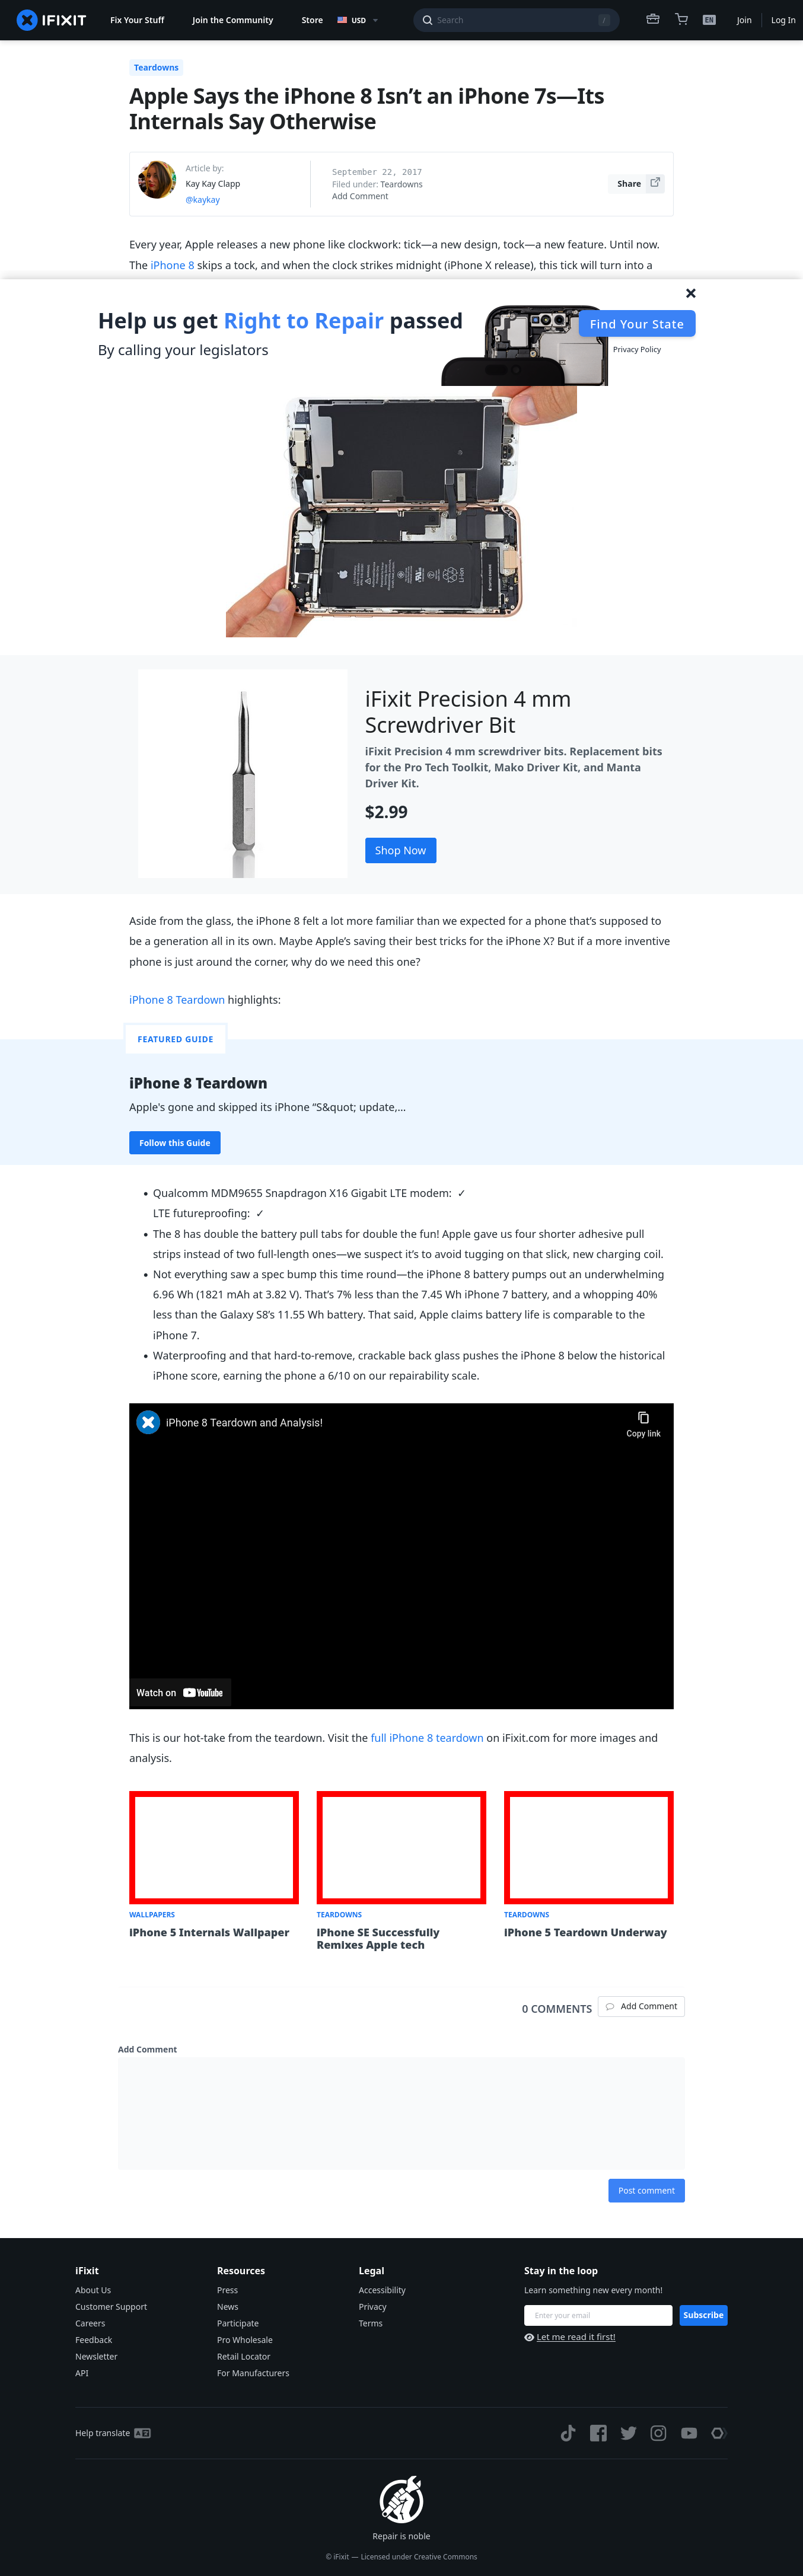 IFIXIT
Fix Your Stuff
Join the Community
Store
USD
Search
/
EN
Join
Log In
Teardowns
Apple Says the iPhone 8 Isn’t an iPhone 7s—Its
Internals Say Otherwise
Article by:
Kay Kay Clapp
@kaykay
September 22, 2017
Filed under: Teardowns
Add Comment
Share
Every year, Apple releases a new phone like clockwork: tick—a new design, tock—a new feature. Until now.
The iPhone 8 skips a tock, and when the clock strikes midnight (iPhone X release), this tick will turn into a
Help us get Right to Repair passed
By calling your legislators
Find Your State
Privacy Policy
iFixit Precision 4 mm
Screwdriver Bit
iFixit Precision 4 mm screwdriver bits. Replacement bits
for the Pro Tech Toolkit, Mako Driver Kit, and Manta
Driver Kit.
$2.99
Shop Now
Aside from the glass, the iPhone 8 felt a lot more familiar than we expected for a phone that’s supposed to
be a generation all in its own. Maybe Apple’s saving their best tricks for the iPhone X? But if a more inventive
phone is just around the corner, why do we need this one?
iPhone 8 Teardown highlights:
FEATURED GUIDE
iPhone 8 Teardown
Apple's gone and skipped its iPhone “S&quot; update,...
Follow this Guide
• Qualcomm MDM9655 Snapdragon X16 Gigabit LTE modem: ✓
LTE futureproofing: ✓
• The 8 has double the battery pull tabs for double the fun! Apple gave us four shorter adhesive pull
strips instead of two full-length ones—we suspect it’s to avoid tugging on that slick, new charging coil.
• Not everything saw a spec bump this time round—the iPhone 8 battery pumps out an underwhelming
6.96 Wh (1821 mAh at 3.82 V). That’s 7% less than the 7.45 Wh iPhone 7 battery, and a whopping 40%
less than the Galaxy S8’s 11.55 Wh battery. That said, Apple claims battery life is comparable to the
iPhone 7.
• Waterproofing and that hard-to-remove, crackable back glass pushes the iPhone 8 below the historical
iPhone score, earning the phone a 6/10 on our repairability scale.
iPhone 8 Teardown and Analysis!
Copy link
Watch on YouTube
This is our hot-take from the teardown. Visit the full iPhone 8 teardown on iFixit.com for more images and
analysis.
WALLPAPERS
iPhone 5 Internals Wallpaper
TEARDOWNS
iPhone SE Successfully
Remixes Apple tech
TEARDOWNS
iPhone 5 Teardown Underway
0 COMMENTS
Add Comment
Add Comment
Post comment
iFixit
About Us
Customer Support
Careers
Feedback
Newsletter
API
Resources
Press
News
Participate
Pro Wholesale
Retail Locator
For Manufacturers
Legal
Accessibility
Privacy
Terms
Stay in the loop
Learn something new every month!
Enter your email
Subscribe
Let me read it first!
Help translate
Repair is noble
© iFixit — Licensed under Creative Commons